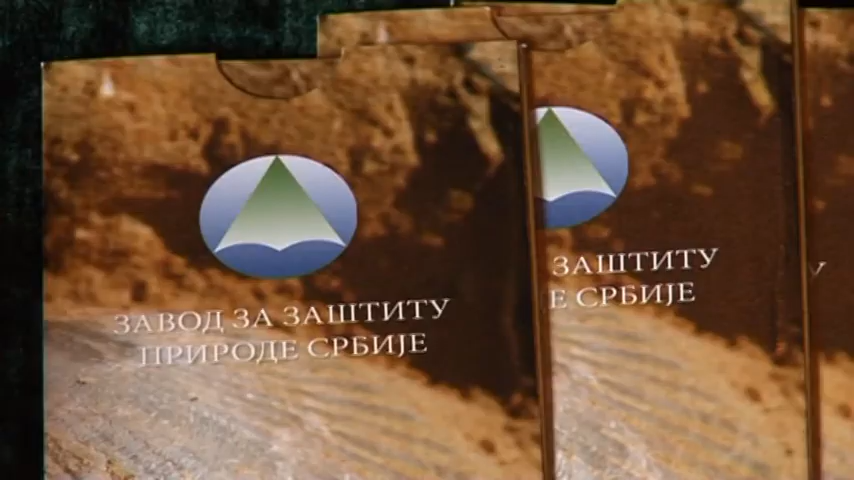 ЗАВОД ЗА ЗАШТИТУ
ПРИРОДЕ СРБИЈЕ
ЗАШТИТУ
Е СРБИЈЕ
У